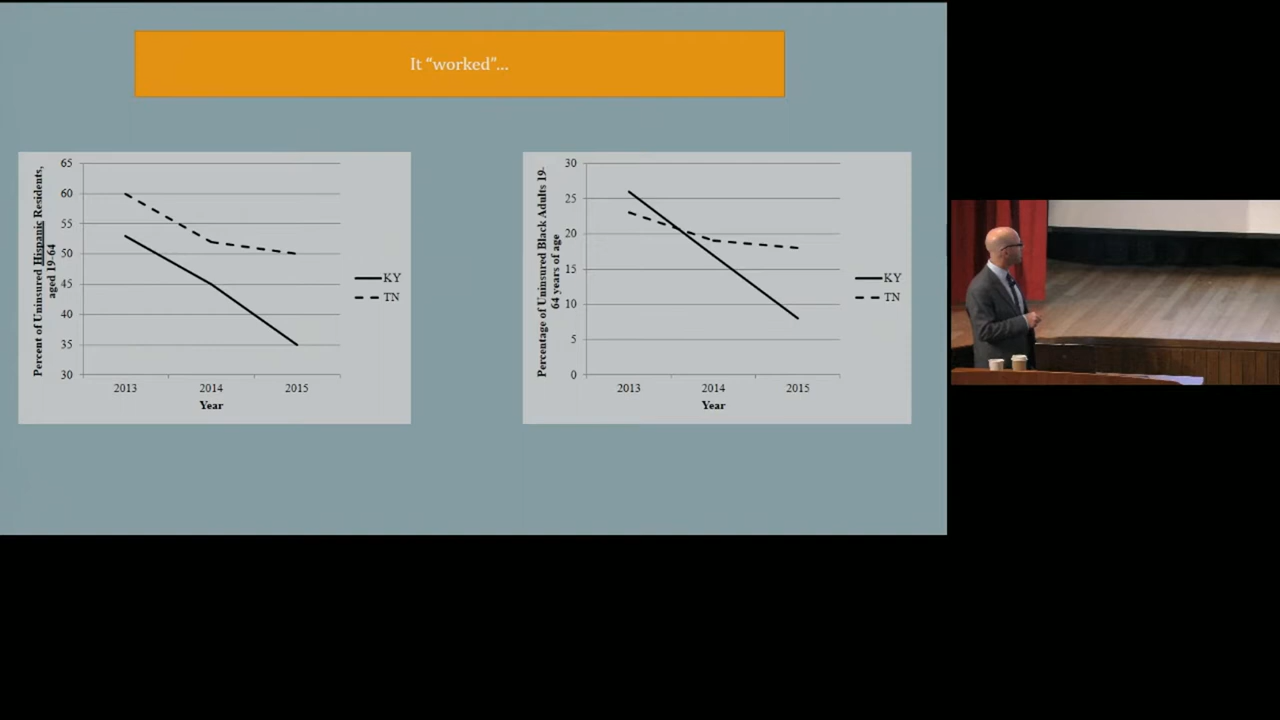 It “worked”...
Percent of Uninsured Hispanic Residents,
aged 19-64
65
60
55
50
45
40
35
30
2013 2014 2015
Year
KY
TN
Percentage of Uninsured Black Adults 19-
64 years of age
30
25
20
15
10
5
0
2013 2014 2015
Year
KY
TN